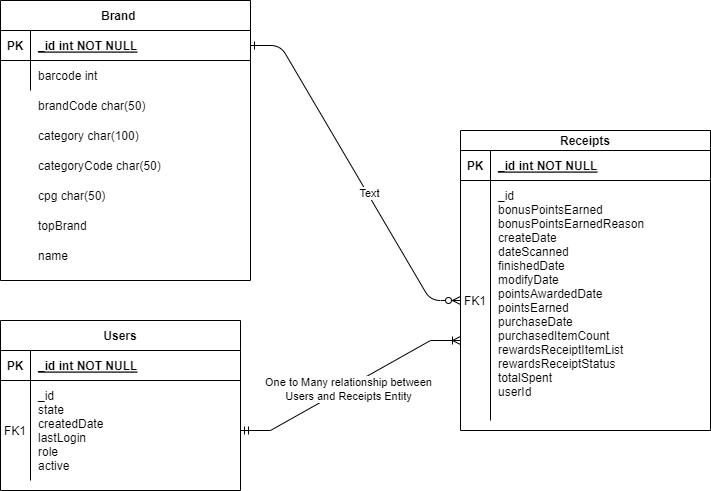 Brand
PK _id int NOT NULL
barcode int
brandCode char(50)
category char(100)
categoryCode char(50)
cpg char(50)
topBrand
name
Text
Receipts
PK _id int NOT NULL
_id
bonusPointsEarned
bonusPointsEarnedReason
createDate
dateScanned
finishedDate
modifyDate
FK1 pointsAwardedDate
pointsEarned
purchaseDate
purchasedItemCount
rewardsReceiptItemList
rewardsReceiptStatus
totalSpent
userId
Users
PK _id int NOT NULL
_id
state
createdDate
FK1 lastLogin
role
active
One to Many relationship between
Users and Receipts Entity